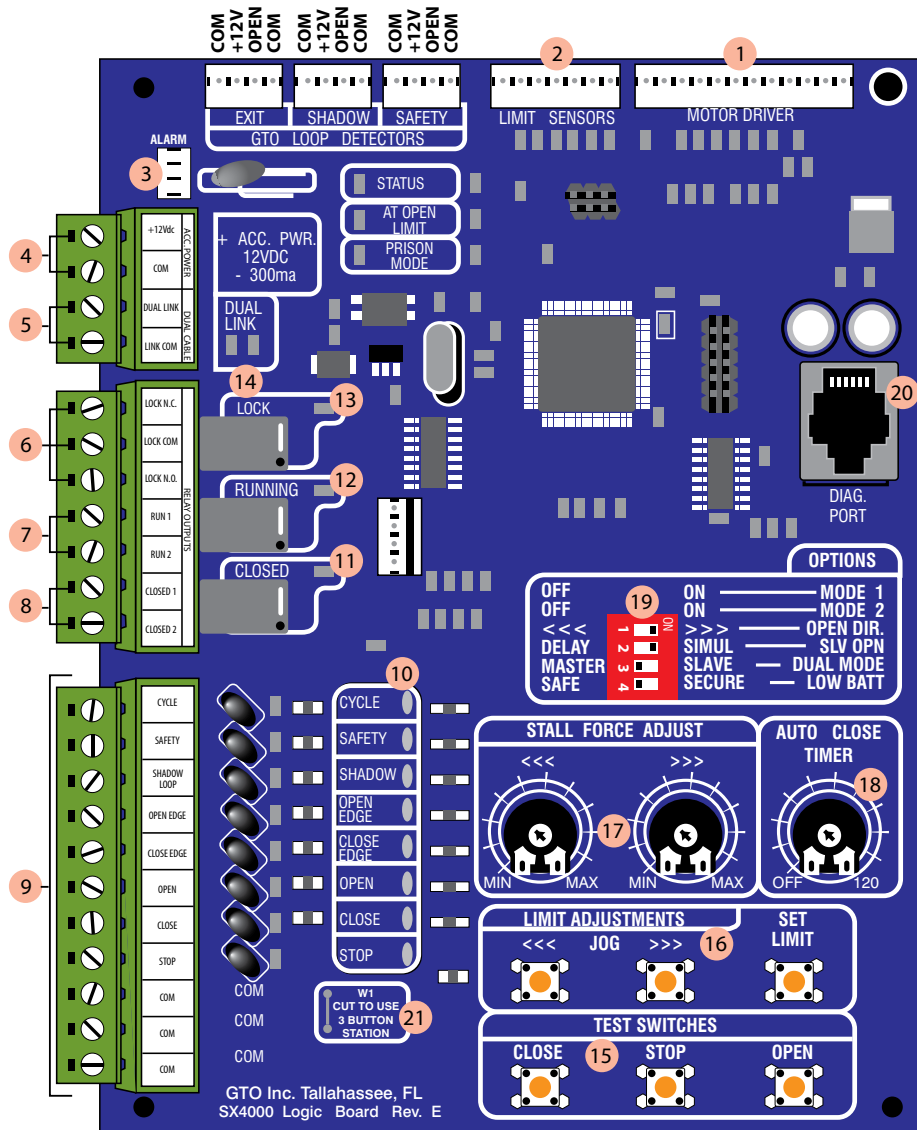 COM +12V OPEN COM
COM +12V OPEN COM
COM +12V OPEN COM
2
1
EXIT SHADOW SAFETY
GTO LOOP DETECTORS
LIMIT SENSORS
MOTOR DRIVER
ALARM
3
STATUS
AT OPEN
LIMIT
PRISON
MODE
4
+12Vdc
COM
ACC. POWER
+ ACC. PWR.
12VDC
- 300ma
5
DUAL LINK
LINK COM
DUAL CABLE
DUAL
LINK
14
LOCK
13
6
LOCK N.C.
LOCK COM
LOCK N.O.
RELAY OUTPUTS
RUNNING
12
7
RUN 1
RUN 2
CLOSED
11
8
CLOSED 1
CLOSED 2
20
DIAG.
PORT
OPTIONS
19
OFF ON MODE 1
OFF ON MODE 2
<<< >>> OPEN DIR.
DELAY SIMUL SLV OPN
MASTER SLAVE DUAL MODE
SAFE SECURE LOW BATT
ON
1
2
3
4
9
CYCLE
SAFETY
SHADOW
LOOP
OPEN EDGE
CLOSE EDGE
OPEN
CLOSE
STOP
COM
COM
COM
10
CYCLE
SAFETY
SHADOW
OPEN
EDGE
CLOSE
EDGE
OPEN
CLOSE
STOP
COM
COM
COM
W1
CUT TO USE
3 BUTTON
STATION
21
STALL FORCE ADJUST
<<< >>>
17
MIN MAX MIN MAX
AUTO CLOSE
TIMER
18
OFF 120
LIMIT ADJUSTMENTS
<<< JOG >>>
16
SET
LIMIT
TEST SWITCHES
CLOSE 15 STOP OPEN
GTO Inc. Tallahassee, FL
SX4000 Logic Board Rev. E